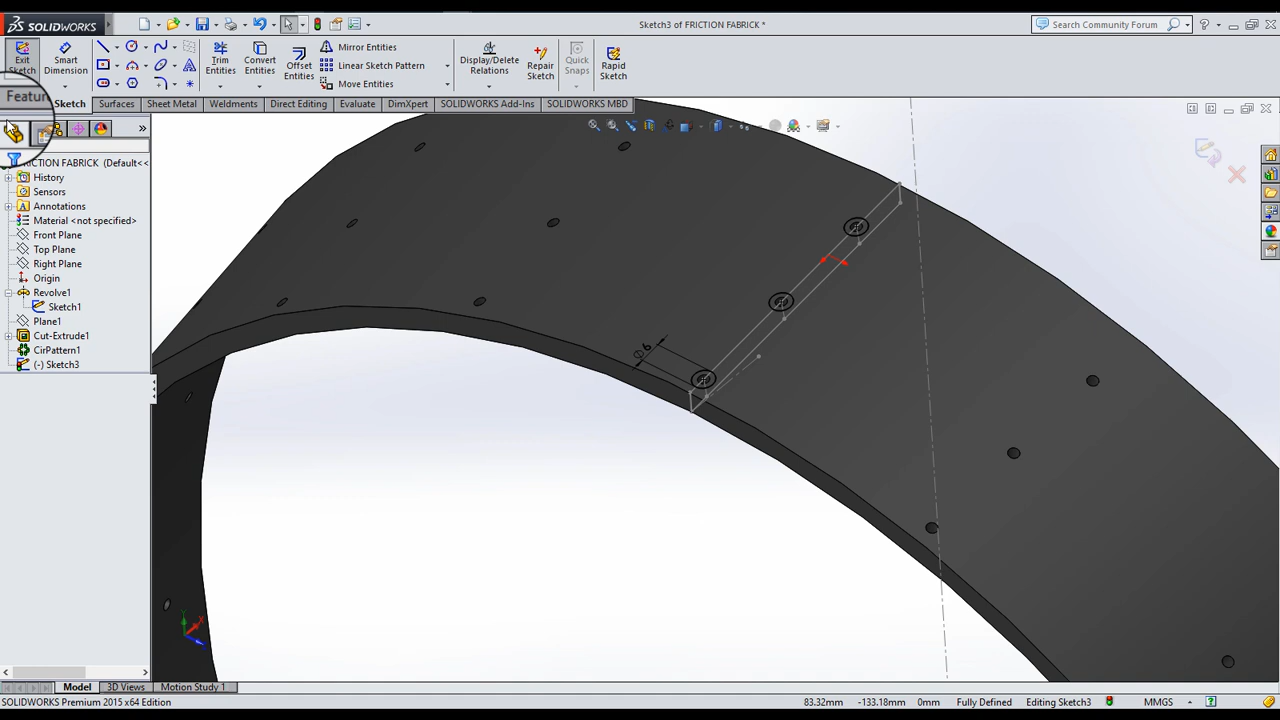 SOLIDWORKS
Sketch3 of FRICTION FABRICK *
Search Community Forum
Exit Sketch
Smart Dimension
Trim Entities
Convert Entities
Offset Entities
Mirror Entities
Linear Sketch Pattern
Move Entities
Display/Delete Relations
Repair Sketch
Quick Snaps
Rapid Sketch
Featur
Sketch
Surfaces
Sheet Metal
Weldments
Direct Editing
Evaluate
DimXpert
SOLIDWORKS Add-Ins
SOLIDWORKS MBD
RICTION FABRICK (Default<<
History
Sensors
Annotations
Material <not specified>
Front Plane
Top Plane
Right Plane
Origin
Revolve1
Sketch1
Plane1
Cut-Extrude1
CirPattern1
(-) Sketch3
∅6
Y
X
Model
3D Views
Motion Study 1
SOLIDWORKS Premium 2015 x64 Edition
83.32mm
-133.18mm
0mm
Fully Defined
Editing Sketch3
MMGS